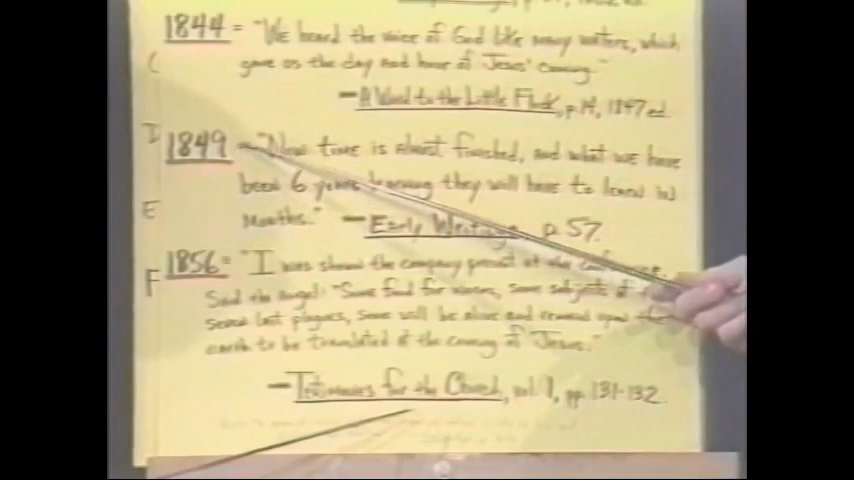 1844 = "We heard the voice of God like many waters, which
C gave us the day and hour of Jesus' coming."
— A Word to the Little Flock, p. 14, 1847 ed.
D 1849 = "Now time is almost finished, and what we have
E been 6 years learning they will have to learn in
Months." — Early Writings p. 57.
F 1856 = "I was shown the company present at the conference.
Said the angel: "Some food for worms, some subjects of the
seven last plagues, some will be alive and remain upon the
earth to be translated at the coming of Jesus."
— Testimonies for the Church, vol. 1, pp. 131-132.